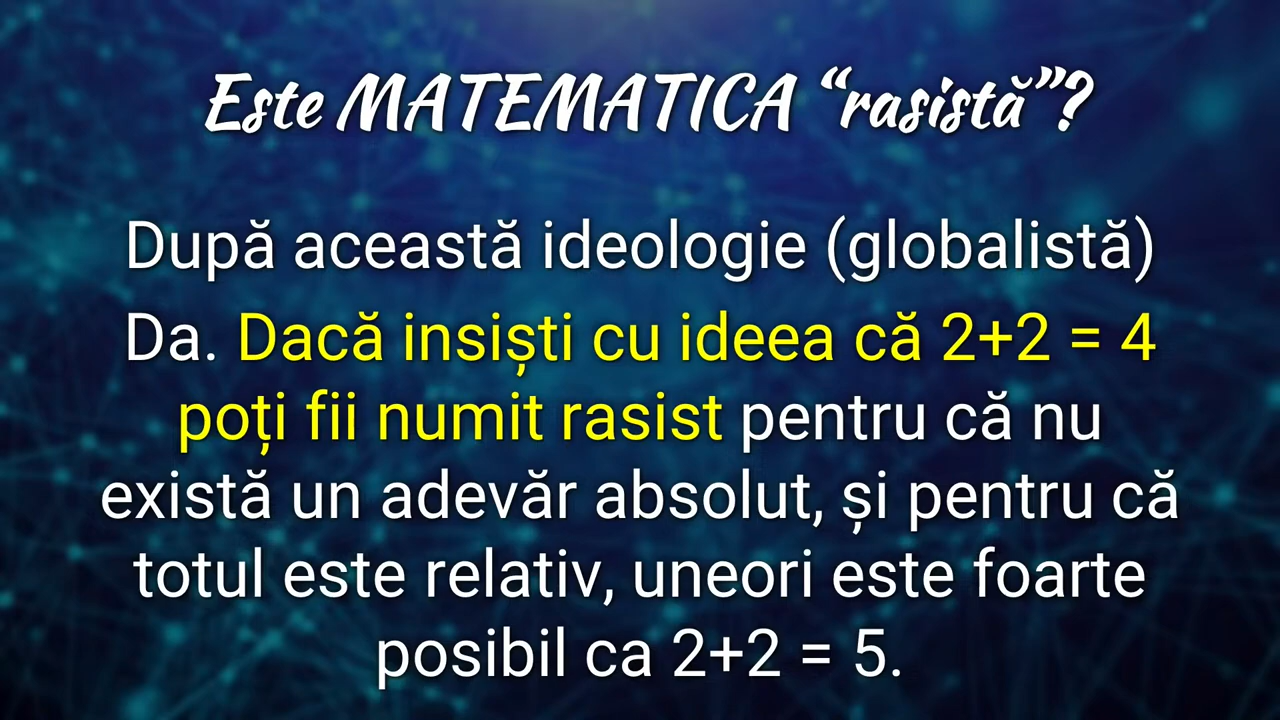 Este MATEMATICA “rasistă”?
După această ideologie (globalistă)
Da. Dacă insiști cu ideea că 2+2 = 4
poți fii numit rasist pentru că nu
există un adevăr absolut, și pentru că
totul este relativ, uneori este foarte
posibil ca 2+2 = 5.